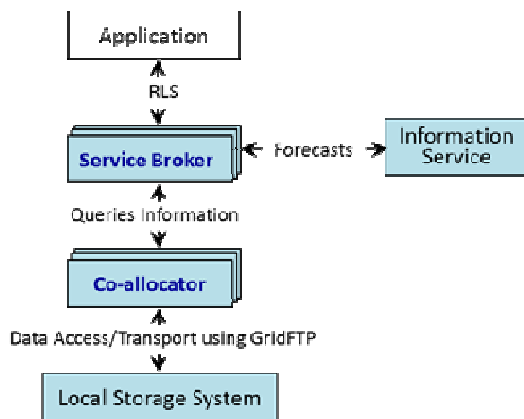 Application
RLS
Service Broker
Forecasts
Information
Service
Queries Information
Co-allocator
Data Access/Transport using GridFTP
Local Storage System